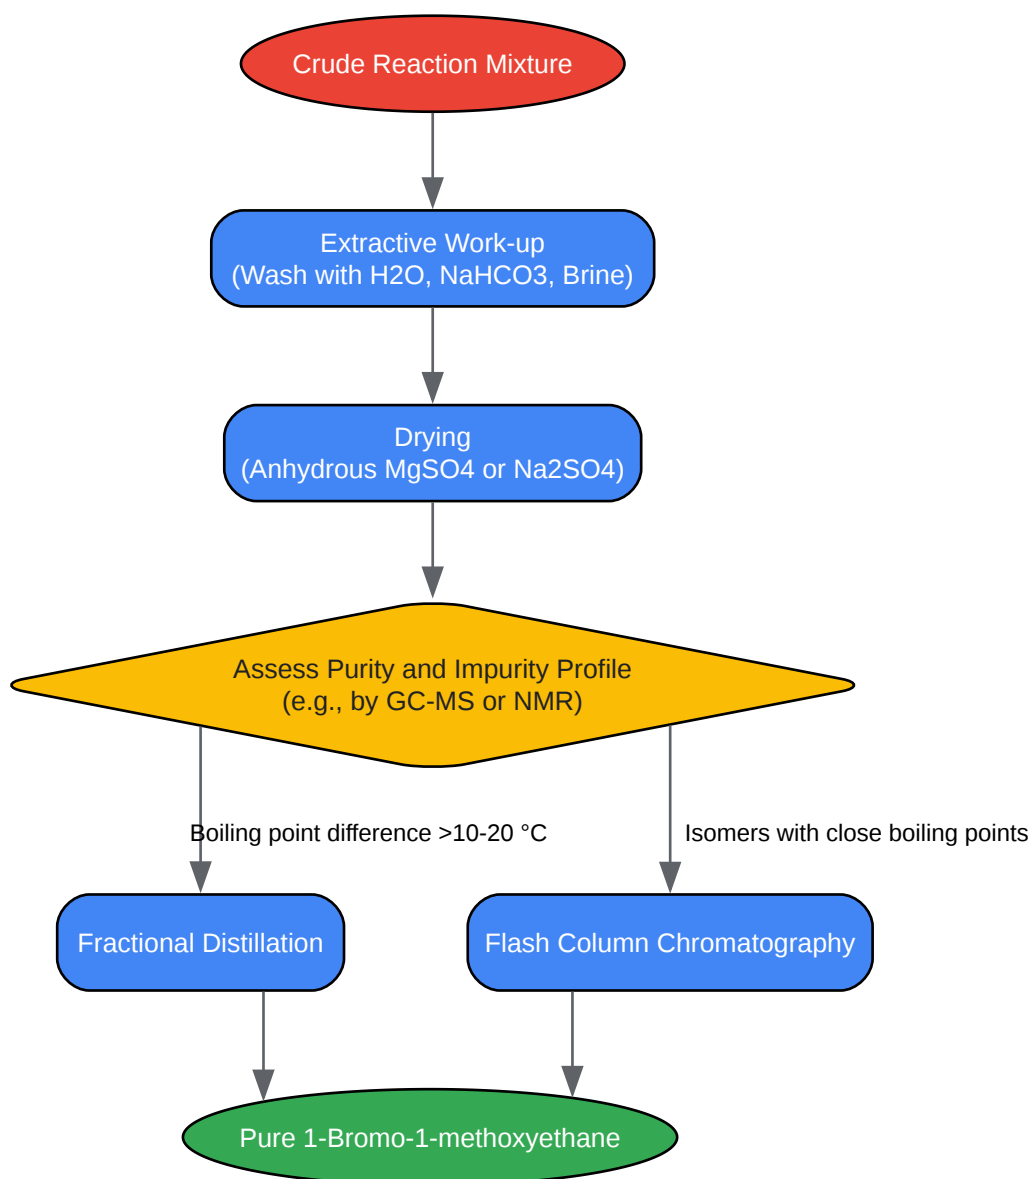 Crude Reaction Mixture
Extractive Work-up
(Wash with H2O, NaHCO3, Brine)
Drying
(Anhydrous MgSO4 or Na2SO4)
Assess Purity and Impurity Profile
(e.g., by GC-MS or NMR)
Boiling point difference >10-20 °C
Isomers with close boiling points
Fractional Distillation
Flash Column Chromatography
Pure 1-Bromo-1-methoxyethane